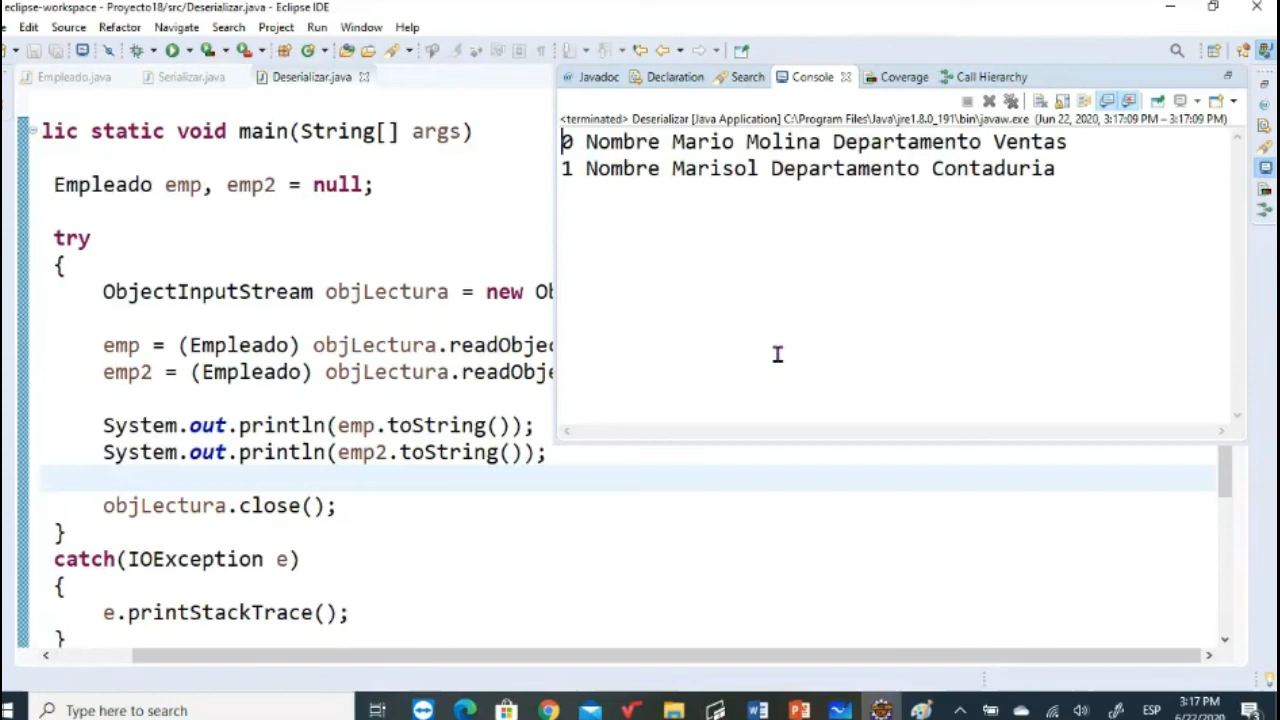 eclipse-workspace - Proyecto18/src/Deserializar.java - Eclipse IDE
Edit Source Refactor Navigate Search Project Run Window Help
Empleado.java Serializar.java Deserializar.java
Javadoc Declaration Search Console Coverage Call Hierarchy
<terminated> Deserializar [Java Application] C:\Program Files\Java\jre1.8.0_191\bin\javaw.exe (Jun 22, 2020, 3:17:09 PM – 3:17:09 PM)
0 Nombre Mario Molina Departamento Ventas
1 Nombre Marisol Departamento Contaduria
lic static void main(String[] args)
Empleado emp, emp2 = null;
try
{
ObjectInputStream objLectura = new Ob
emp = (Empleado) objLectura.readObjec
emp2 = (Empleado) objLectura.readObje
System.out.println(emp.toString());
System.out.println(emp2.toString());
objLectura.close();
}
catch(IOException e)
{
e.printStackTrace();
}
Type here to search
ESP
3:17 PM
6/22/2020